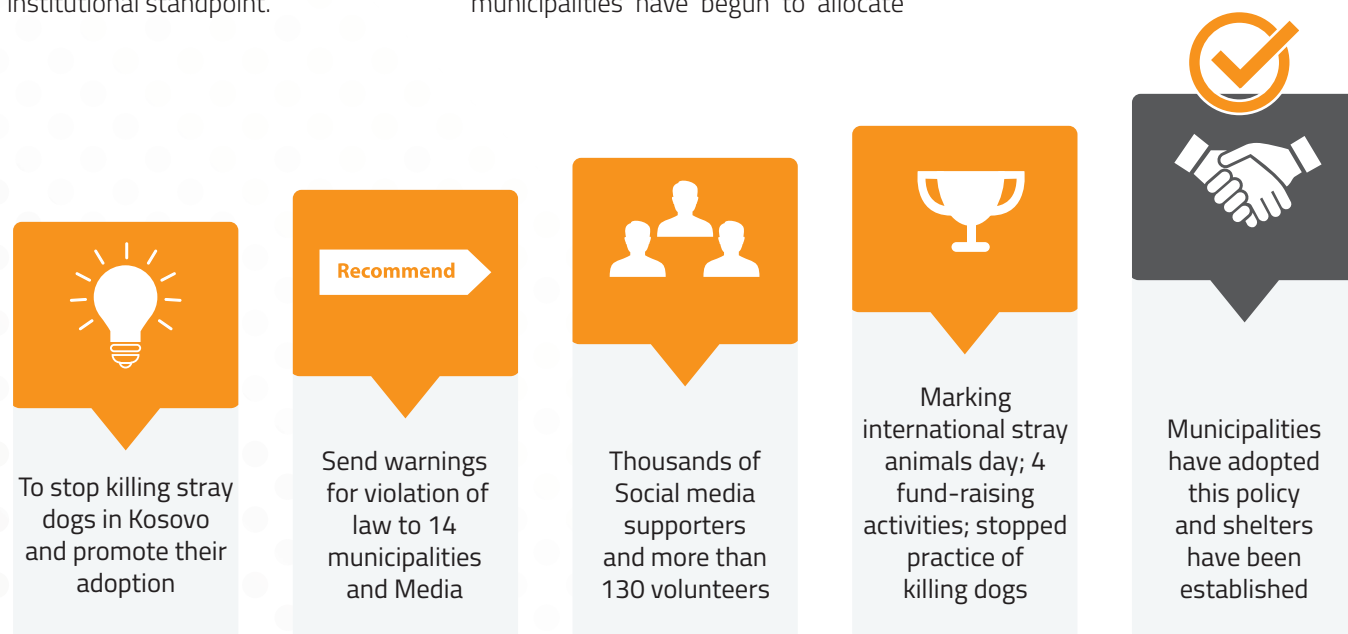 institutional standpoint.
municipalities have begun to allocate
To stop killing stray
dogs in Kosovo
and promote their
adoption
Recommend
Send warnings
for violation of
law to 14
municipalities
and Media
Thousands of
Social media
supporters
and more than
130 volunteers
Marking
international stray
animals day; 4
fund-raising
activities; stopped
practice of
killing dogs
Municipalities
have adopted
this policy
and shelters
have been
established